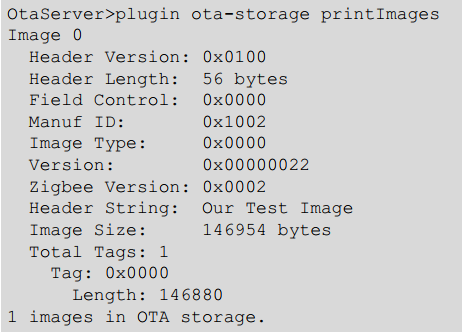 OtaServer>plugin ota-storage printImages
Image 0
  Header Version: 0x0100
  Header Length:  56 bytes
  Field Control:  0x0000
  Manuf ID:       0x1002
  Image Type:     0x0000
  Version:        0x00000022
  Zigbee Version: 0x0002
  Header String:  Our Test Image
  Image Size:     146954 bytes
  Total Tags: 1
    Tag: 0x0000
      Length: 146880
1 images in OTA storage.